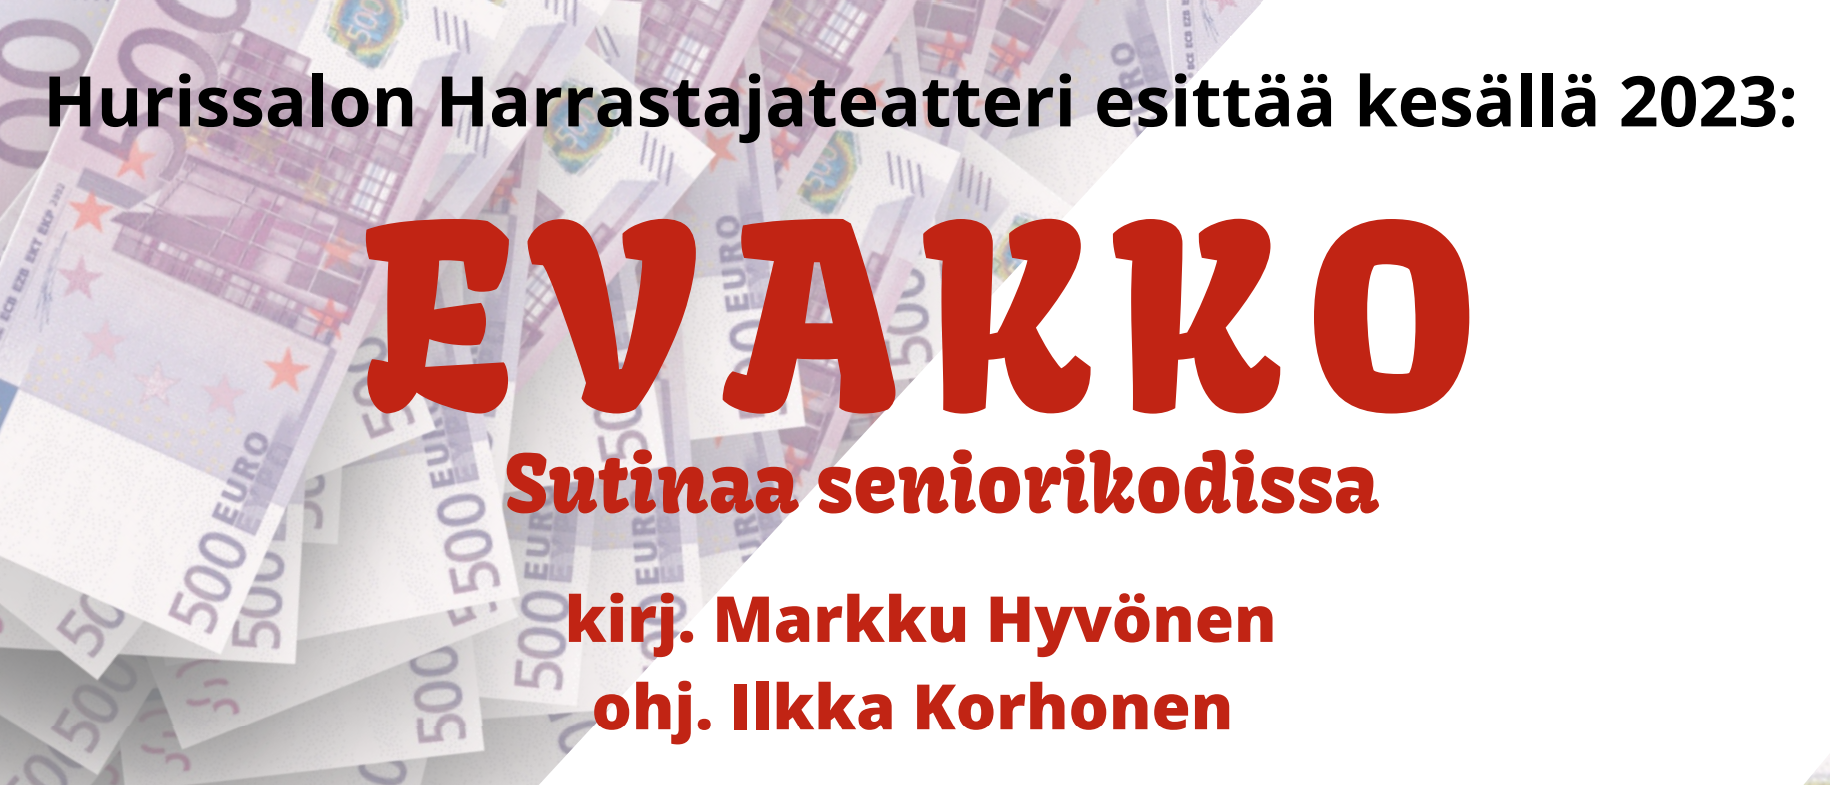 Hurissalon Harrastajateatteri esittää kesällä 2023:
EVAKKO
Sutinaa seniorikodissa
kirj. Markku Hyvönen
ohj. Ilkka Korhonen